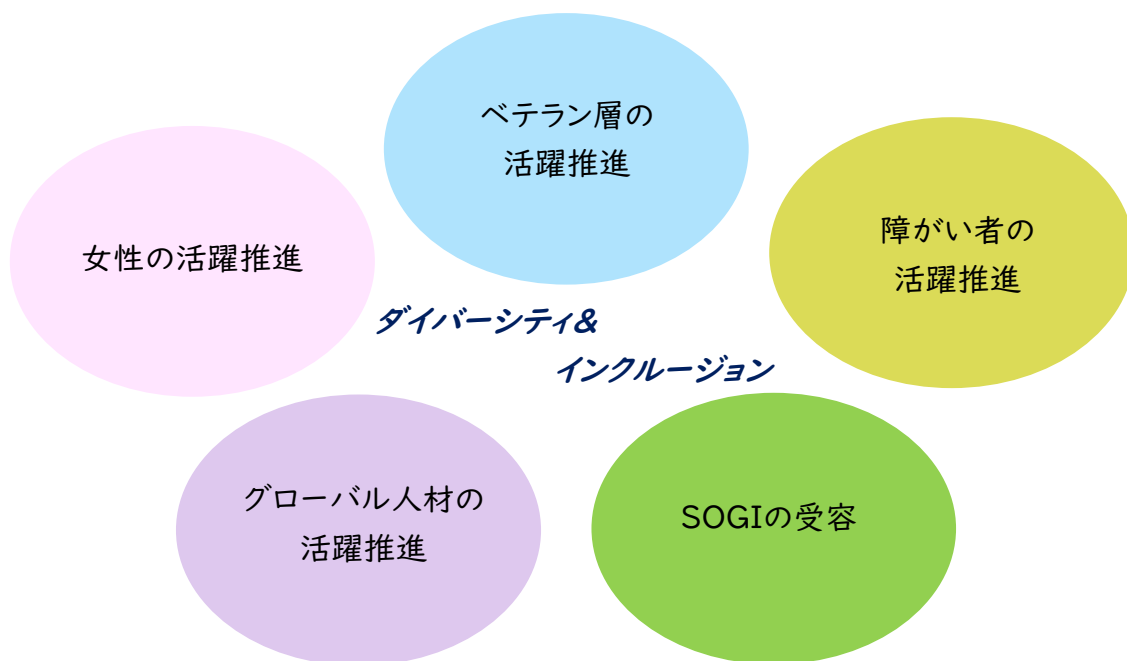 ベテラン層の
活躍推進
女性の活躍推進
障がい者の
活躍推進
ダイバーシティ&
インクルージョン
グローバル人材の
活躍推進
SOGIの受容